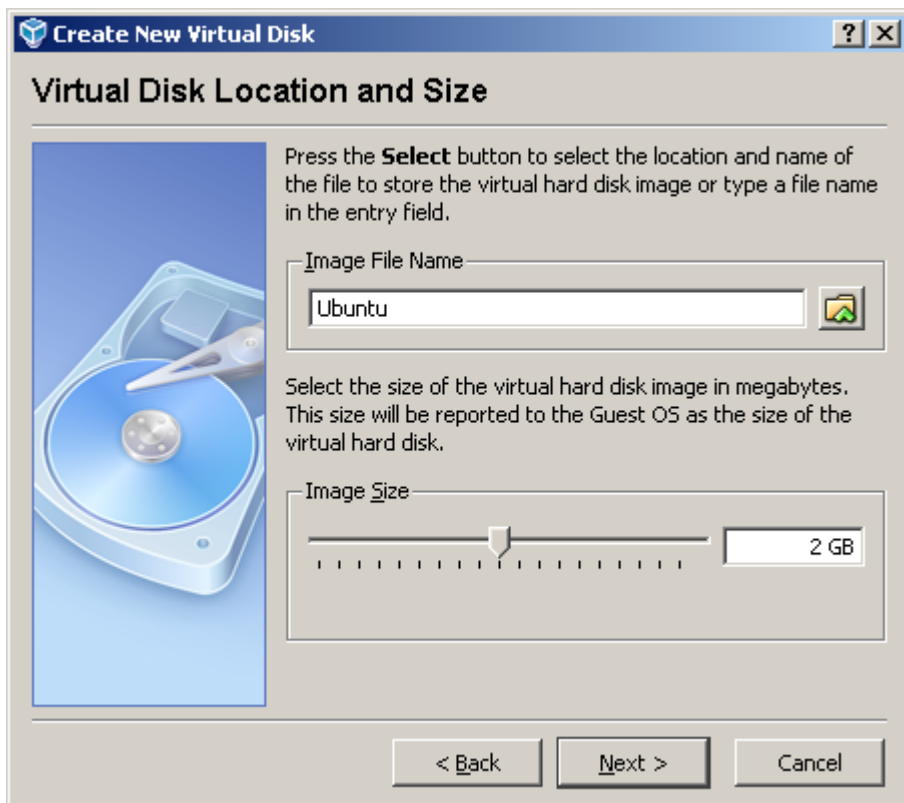 Create New Virtual Disk
Virtual Disk Location and Size
Press the Select button to select the location and name of
the file to store the virtual hard disk image or type a file name
in the entry field.
Image File Name
Ubuntu
Select the size of the virtual hard disk image in megabytes.
This size will be reported to the Guest OS as the size of the
virtual hard disk.
Image Size
2 GB
< Back
Next >
Cancel